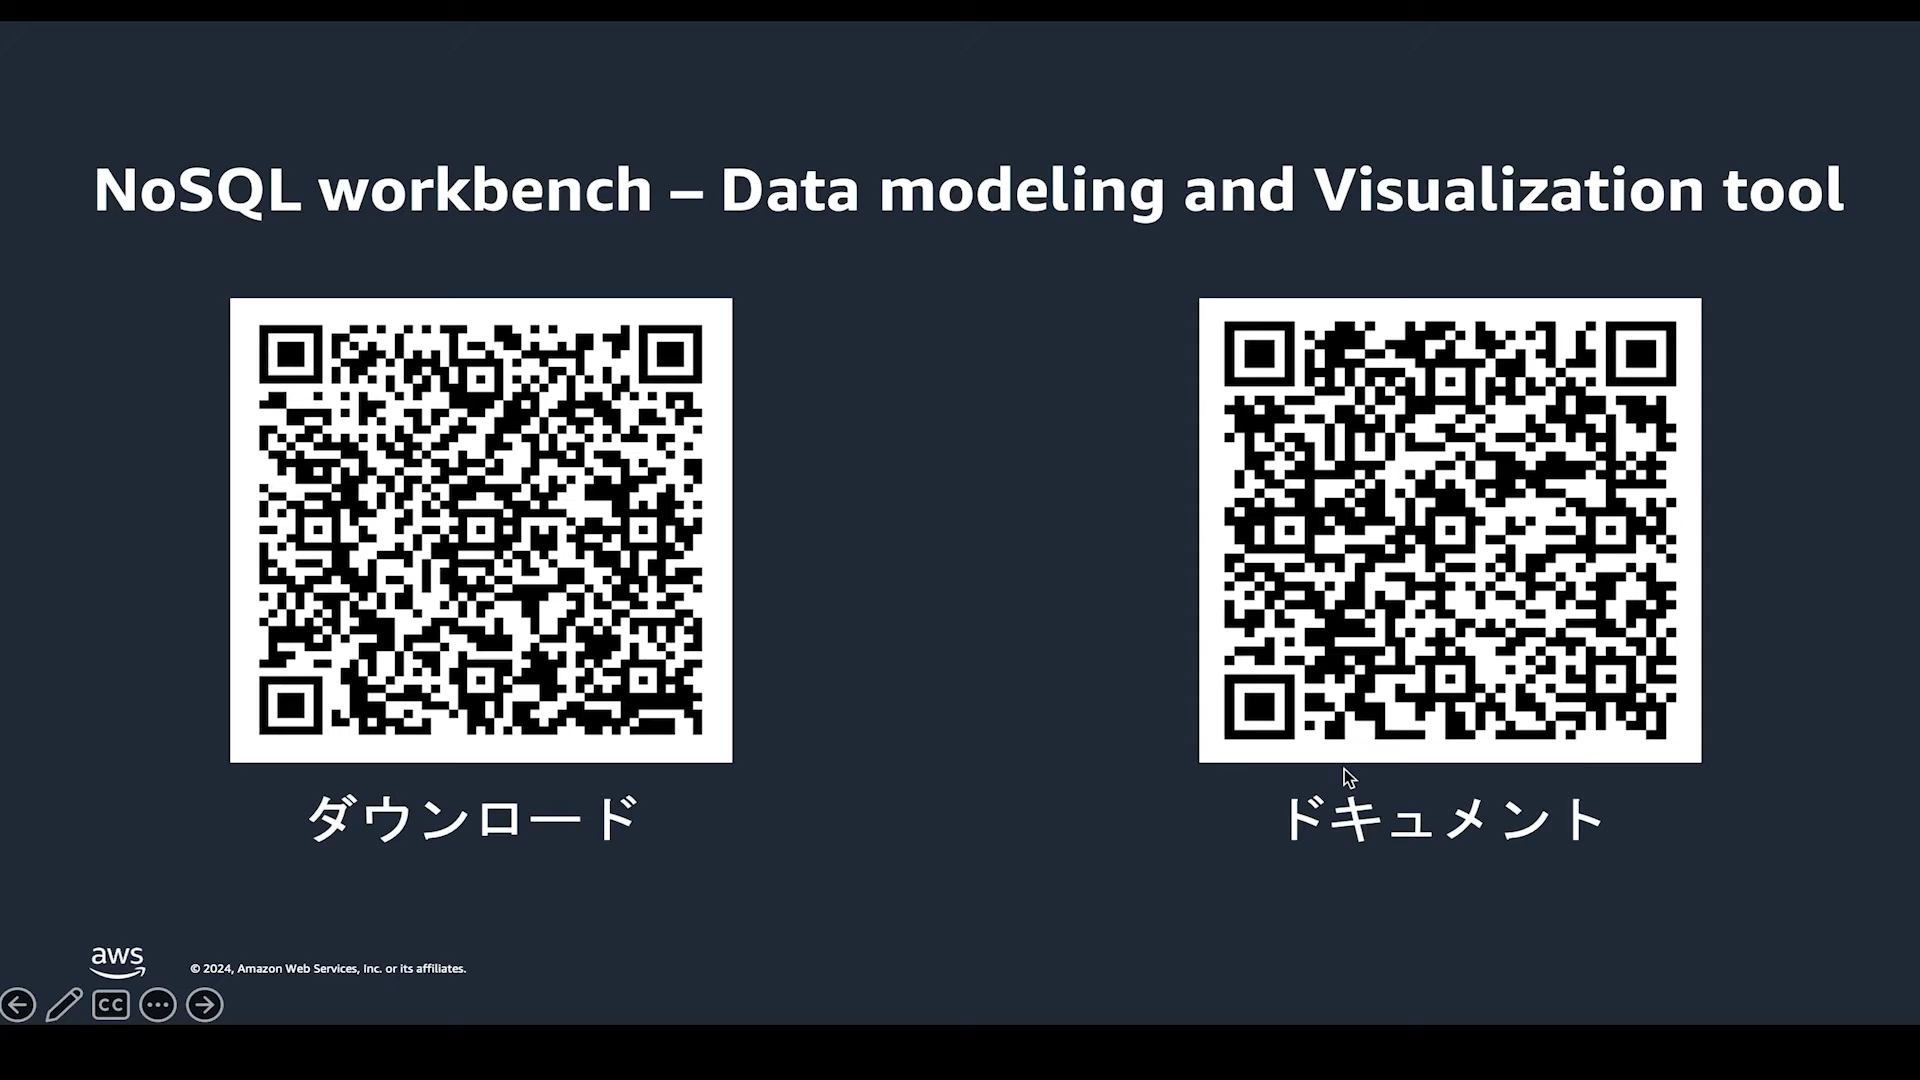 NoSQL workbench – Data modeling and Visualization tool
ダウンロード
ドキュメント
aws
© 2024, Amazon Web Services, Inc. or its affiliates.
CC